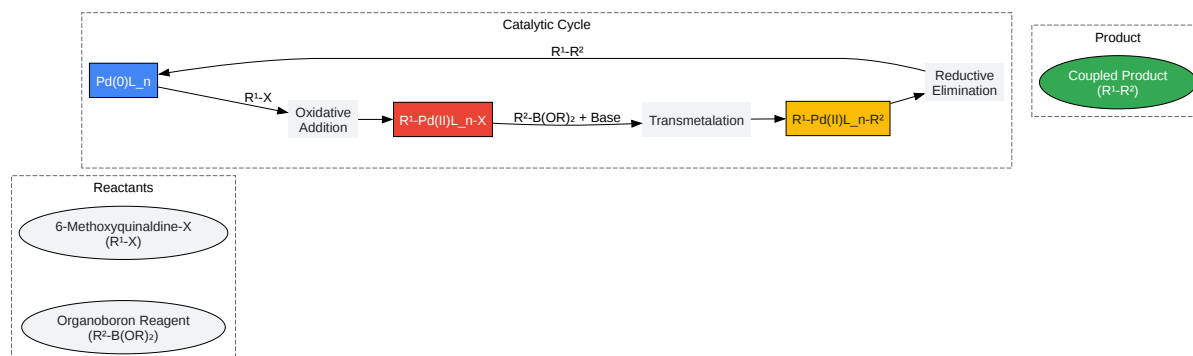 Catalytic Cycle
R¹-R²
Pd(0)L_n
R¹-X
Oxidative
Addition
R¹-Pd(II)L_n-X
R²-B(OR)₂ + Base
Transmetalation
R¹-Pd(II)L_n-R²
Reductive
Elimination
Product
Coupled Product
(R¹-R²)
Reactants
6-Methoxyquinaldine-X
(R¹-X)
Organoboron Reagent
(R²-B(OR)₂)